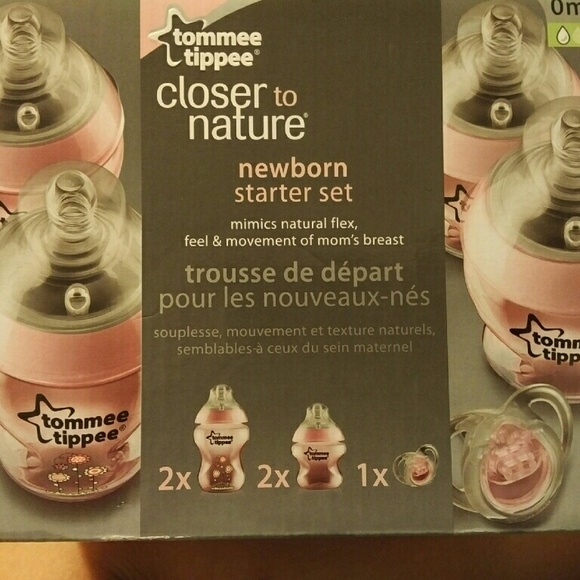 0m
tommee
tippee®
closer to
nature®
newborn
starter set
mimics natural flex,
feel & movement of mom's breast
trousse de départ
pour les nouveaux-nés
souplesse, mouvement et texture naturels,
semblables à ceux du sein maternel
tommee
tippee®
tomm
tipp
2x 2x 1x